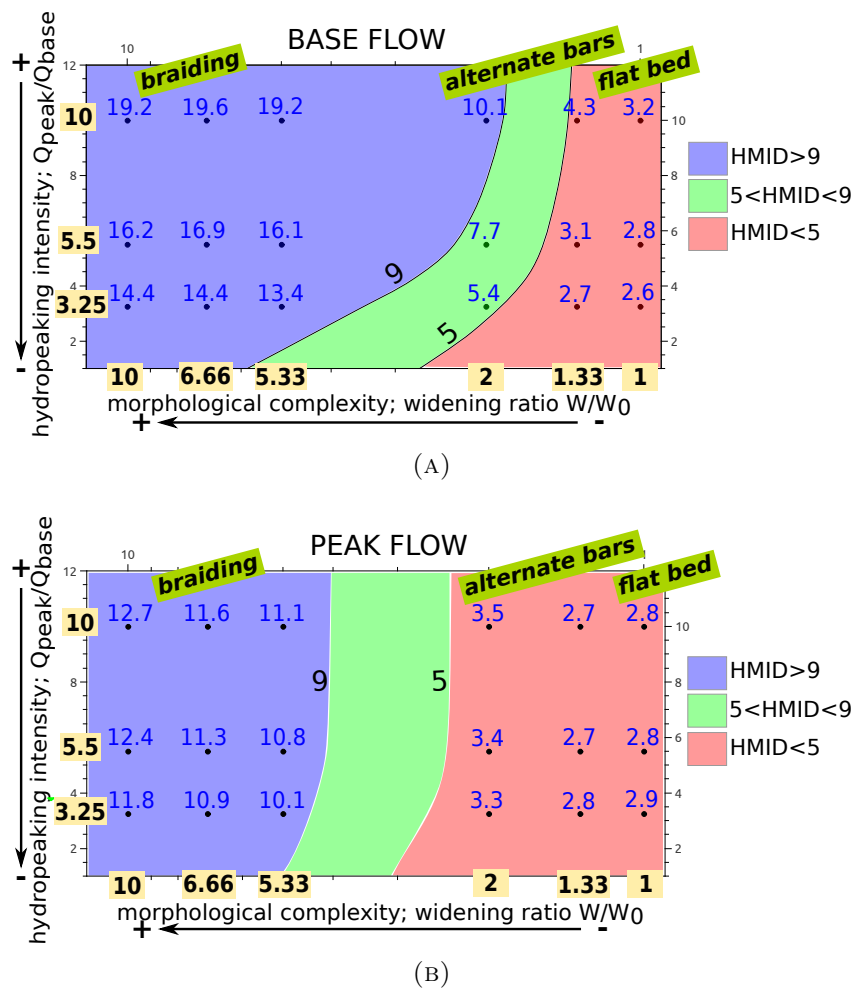 BASE FLOW
10
1
braiding
alternate bars
flat bed
+
hydropeaking intensity; Qpeak/Qbase
-
12
8
6
4
2
10
5.5
3.25
19.2 19.6 19.2 10.1 4.3 3.2
16.2 16.9 16.1 7.7 3.1 2.8
14.4 14.4 13.4 5.4 2.7 2.6
9
5
10
8
6
4
2
HMID>9
5<HMID<9
HMID<5
10 6.66 5.33 2 1.33 1
morphological complexity; widening ratio W/W0
+ -
(A)
PEAK FLOW
10
1
braiding
alternate bars
flat bed
+
hydropeaking intensity; Qpeak/Qbase
-
12
8
6
4
2
10
5.5
3.25
12.7 11.6 11.1 3.5 2.7 2.8
12.4 11.3 10.8 3.4 2.7 2.8
11.8 10.9 10.1 3.3 2.8 2.9
9
5
10
8
6
4
2
HMID>9
5<HMID<9
HMID<5
10 6.66 5.33 2 1.33 1
morphological complexity; widening ratio W/W0
+ -
(B)